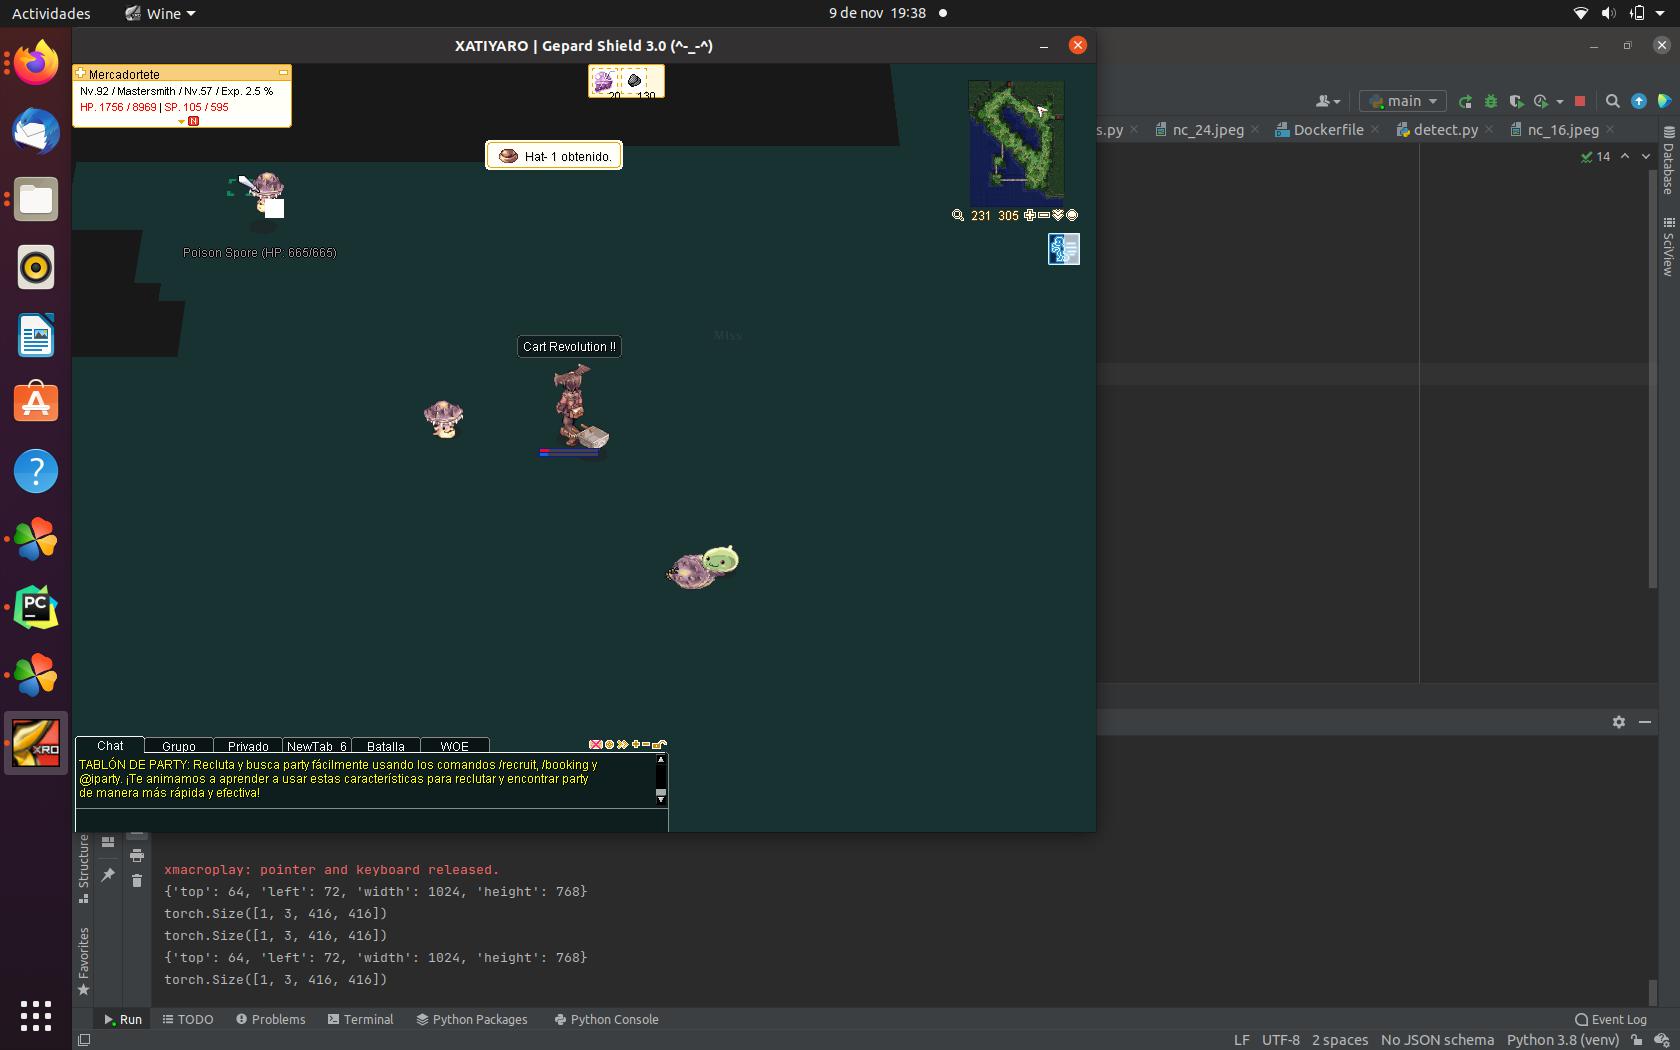 Actividades
Wine
9 de nov 19:38
XATIYARO | Gepard Shield 3.0 (^-_-^)
Mercadortete
Nv.92 / Mastersmith / Nv.57 / Exp. 2.5 %
HP. 1756 / 8969 | SP. 105 / 595
N
20
130
Hat- 1 obtenido.
231 305
Poison Spore (HP: 665/665)
Miss
Cart Revolution !!
main
s.py
nc_24.jpeg
Dockerfile
detect.py
nc_16.jpeg
14
Database
SciView
PC
XRO
Chat
Grupo
Privado
NewTab_6
Batalla
WOE
TABLÓN DE PARTY: Recluta y busca party fácilmente usando los comandos /recruit, /booking y
@iparty. ¡Te animamos a aprender a usar estas características para reclutar y encontrar party
de manera más rápida y efectiva!
Structure
Favorites
xmacroplay: pointer and keyboard released.
{'top': 64, 'left': 72, 'width': 1024, 'height': 768}
torch.Size([1, 3, 416, 416])
torch.Size([1, 3, 416, 416])
{'top': 64, 'left': 72, 'width': 1024, 'height': 768}
torch.Size([1, 3, 416, 416])
Run
TODO
Problems
Terminal
Python Packages
Python Console
Event Log
LF UTF-8 2 spaces No JSON schema Python 3.8 (venv)